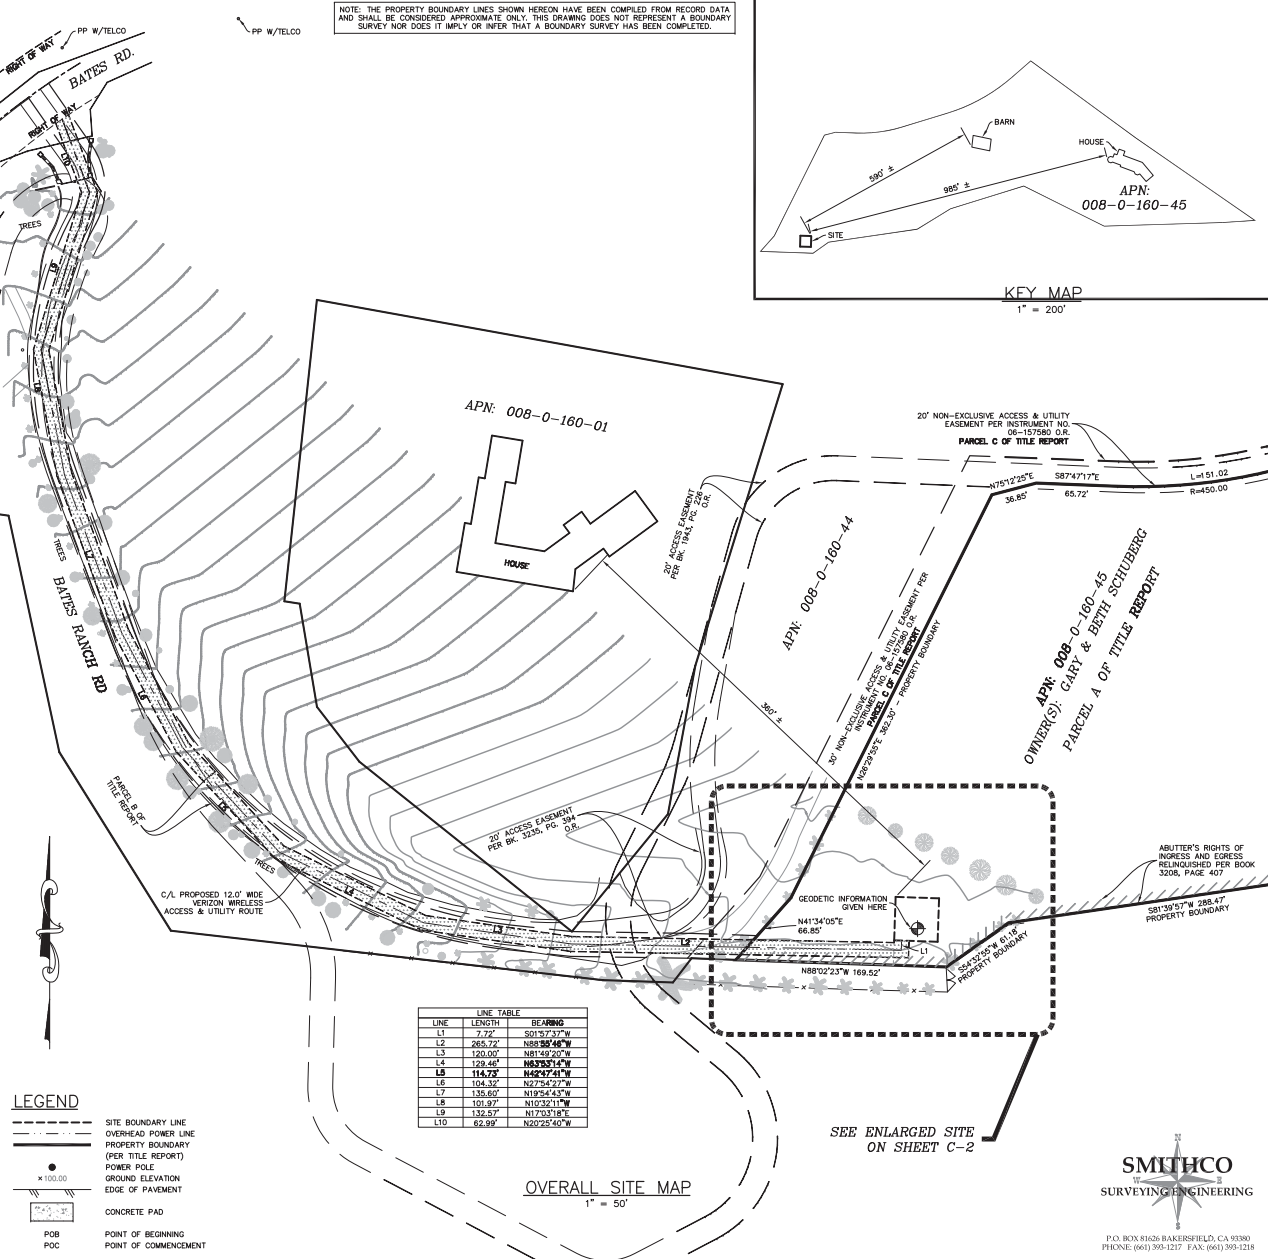 NOTE: THE PROPERTY BOUNDARY LINES SHOWN HEREON HAVE BEEN COMPILED FROM RECORD DATA
AND SHALL BE CONSIDERED APPROXIMATE ONLY. THIS DRAWING DOES NOT REPRESENT A BOUNDARY
SURVEY NOR DOES IT IMPLY OR INFER THAT A BOUNDARY SURVEY HAS BEEN COMPLETED.
PP W/TELCO
PP W/TELCO
RIGHT OF WAY
BATES RD.
RIGHT OF WAY
L10
TREES
L9
L8
BARN
HOUSE
590' ±
985' ±
APN:
008-0-160-45
SITE
KEY MAP
1" = 200'
APN: 008-0-160-01
HOUSE
20' ACCESS EASEMENT
PER BK. 1943, PG. 226
O.R.
APN: 008-0-160-44
20' NON-EXCLUSIVE ACCESS & UTILITY
EASEMENT PER INSTRUMENT NO.
06-157580 O.R.
PARCEL C OF TITLE REPORT
N75°12'25"E
36.85'
S87°47'17"E
65.72'
L=151.02
R=450.00
APN: 008-0-160-45
OWNER(S): GARY & BETH SCHUBERG
PARCEL A OF TITLE REPORT
30' NON-EXCLUSIVE ACCESS & UTILITY EASEMENT PER
INSTRUMENT NO. 06-157580 O.R.
PARCEL C OF TITLE REPORT
N26°29'55"E 362.30' - PROPERTY BOUNDARY
360' ±
TREES
L7
BATES RANCH RD
L6
PARCEL B OF
TITLE REPORT
L5
TREES
L4
C/L PROPOSED 12.0' WIDE
VERIZON WIRELESS
ACCESS & UTILITY ROUTE
20' ACCESS EASEMENT
PER BK. 3235, PG. 394
O.R.
L3
L2
GEODETIC INFORMATION
GIVEN HERE
N41°34'05"E
66.85'
L1
N88°02'23"W 169.52'
S54°32'55"W 61.18'
PROPERTY BOUNDARY
ABUTTER'S RIGHTS OF
INGRESS AND EGRESS
RELINQUISHED PER BOOK
3208, PAGE 407
S81°39'57"W 288.47'
PROPERTY BOUNDARY
LINE TABLE
LINE LENGTH BEARING
L1 7.72' S01°57'37"W
L2 265.72' N88°55'46"W
L3 120.00' N81°49'20"W
L4 129.46' N63°53'14"W
L5 114.73' N42°47'41"W
L6 104.32' N27°54'27"W
L7 135.60' N19°54'43"W
L8 101.97' N10°32'11"W
L9 132.57' N17°03'18"E
L10 62.99' N20°25'40"W
SEE ENLARGED SITE
ON SHEET C-2
OVERALL SITE MAP
1" = 50'
LEGEND
SITE BOUNDARY LINE
OVERHEAD POWER LINE
PROPERTY BOUNDARY
(PER TITLE REPORT)
POWER POLE
×100.00 GROUND ELEVATION
EDGE OF PAVEMENT
CONCRETE PAD
POB POINT OF BEGINNING
POC POINT OF COMMENCEMENT
N
W E
S
SMITHCO
SURVEYING ENGINEERING
P.O. BOX 81626 BAKERSFIELD, CA 93380
PHONE: (661) 393-1217 FAX: (661) 393-1218